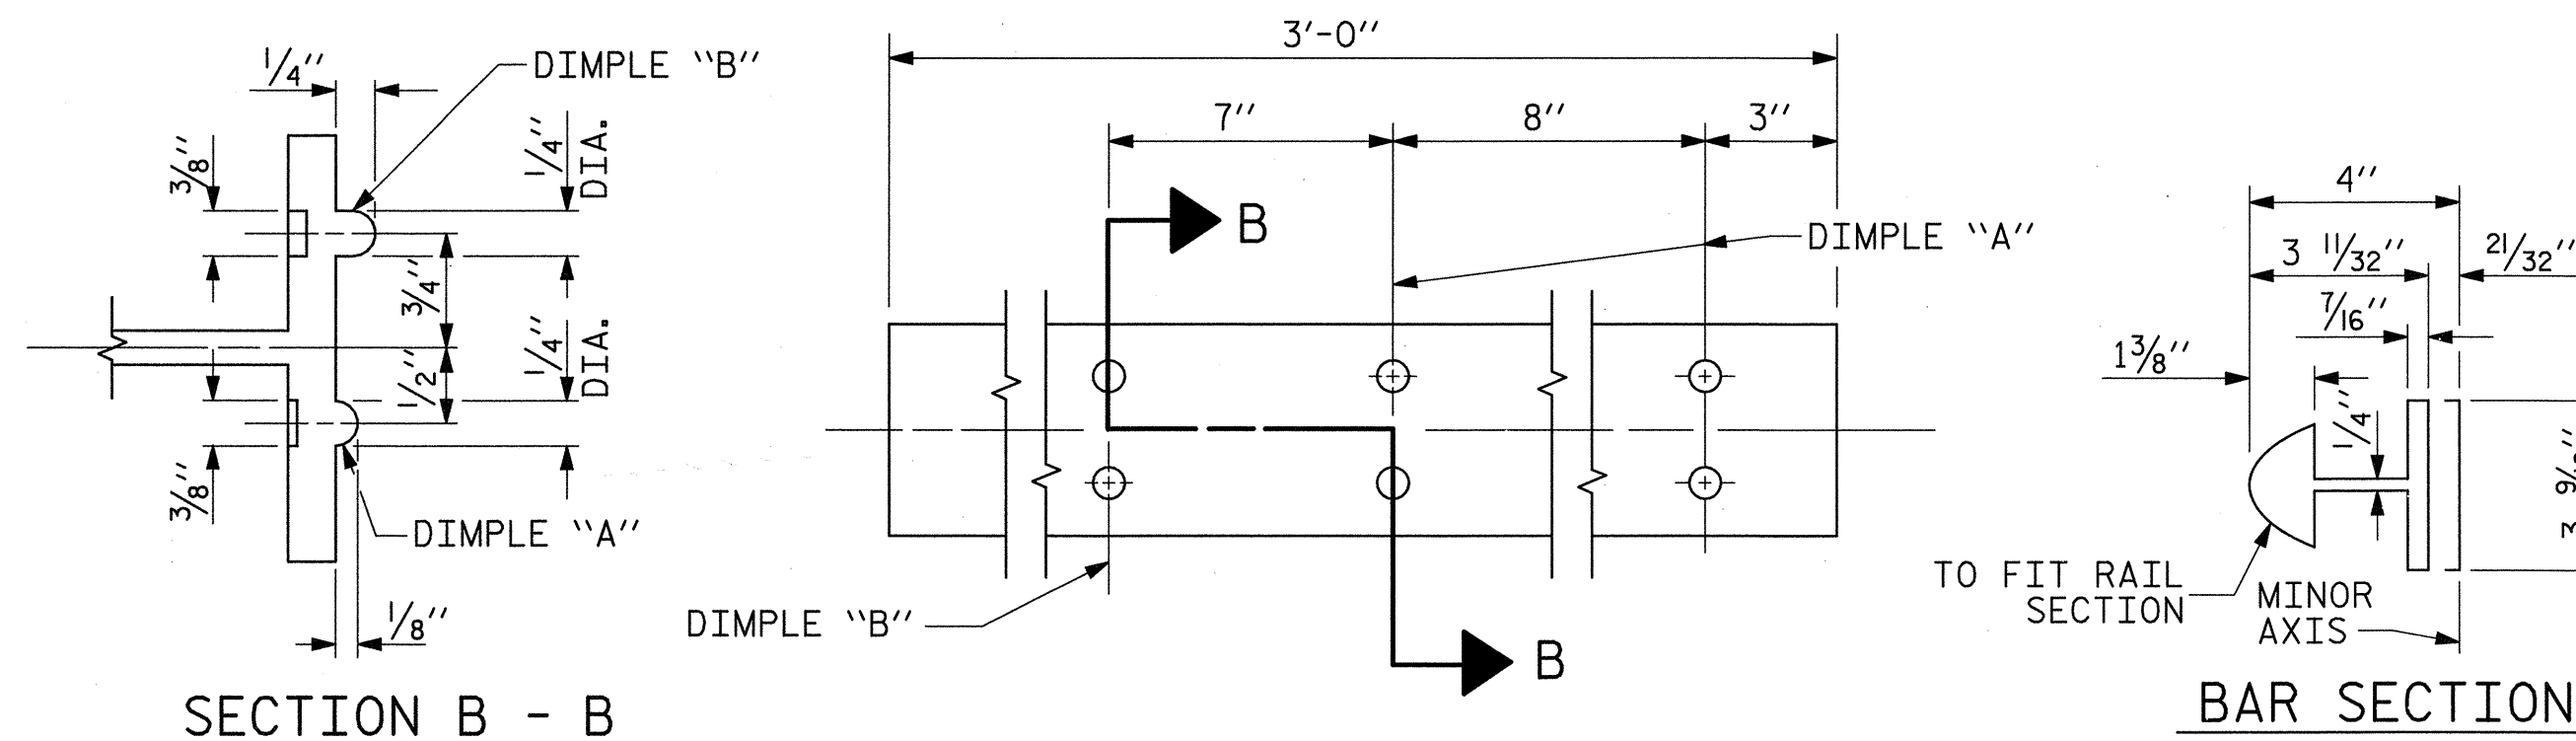 1/4"
DIMPLE "B"
3/8"
1/4" DIA.
3/4"
1/2"
1/4" DIA.
3/8"
DIMPLE "A"
1/8"
SECTION B - B
3'-0"
7"
8"
3"
B
DIMPLE "A"
DIMPLE "B"
B
4"
3 11/32"
21/32"
7/16"
1 3/8"
1/4"
TO FIT RAIL
SECTION
MINOR
AXIS
BAR SECTION